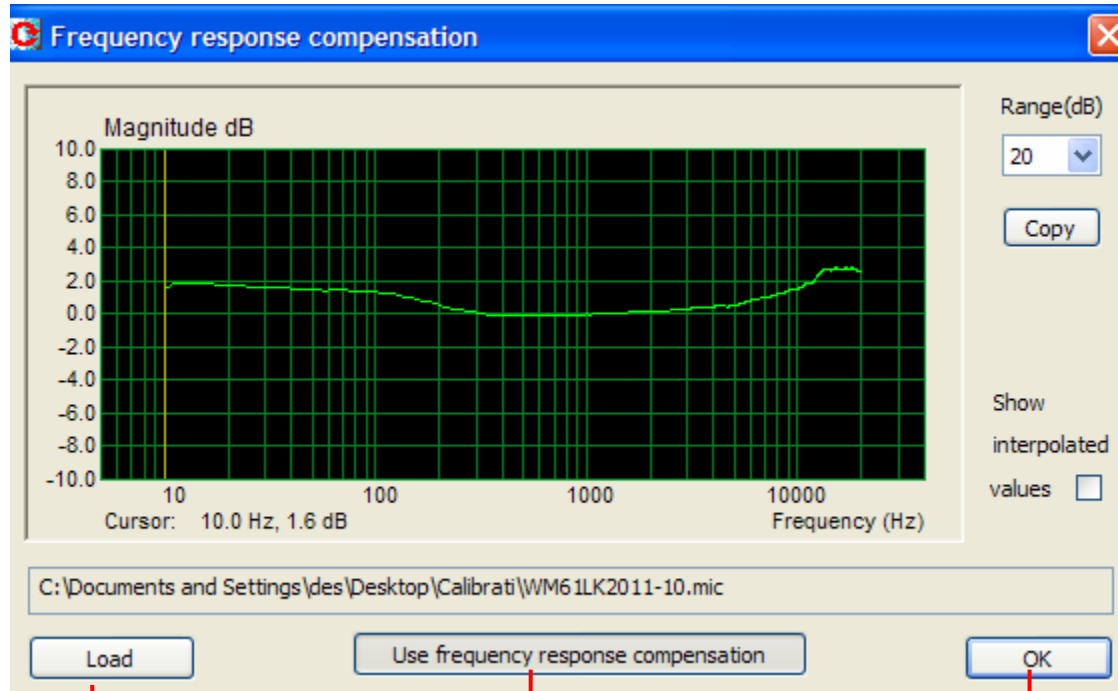 Frequency response compensation
Magnitude dB
10.0
8.0
6.0
4.0
2.0
0.0
-2.0
-4.0
-6.0
-8.0
-10.0
10 100 1000 10000
Cursor: 10.0 Hz, 1.6 dB Frequency (Hz)
Range(dB)
20
Copy
Show
interpolated
values
C:\Documents and Settings\des\Desktop\Calibrati\WM61LK2011-10.mic
Load Use frequency response compensation OK